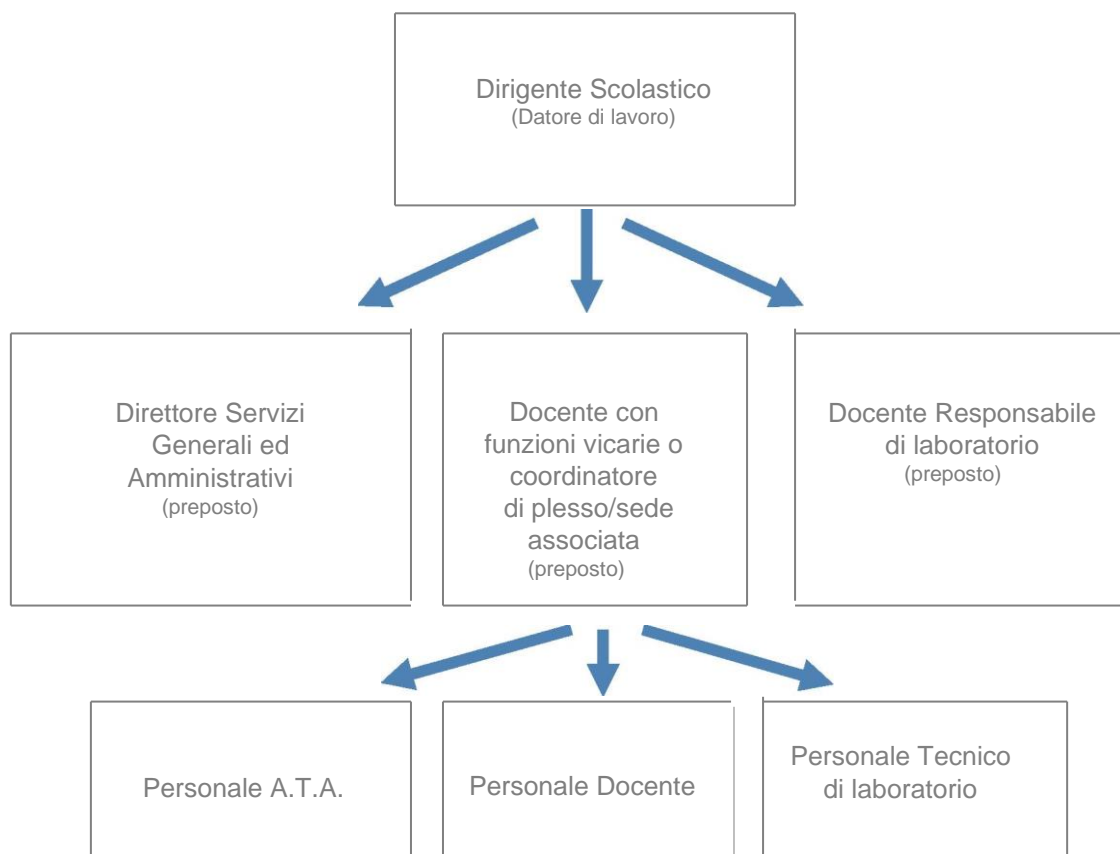 Dirigente Scolastico
(Datore di lavoro)
Direttore Servizi
Generali ed
Amministrativi
(preposto)
Docente con
funzioni vicarie o
coordinatore
di plesso/sede
associata
(preposto)
Docente Responsabile
di laboratorio
(preposto)
Personale A.T.A.
Personale Docente
Personale Tecnico
di laboratorio